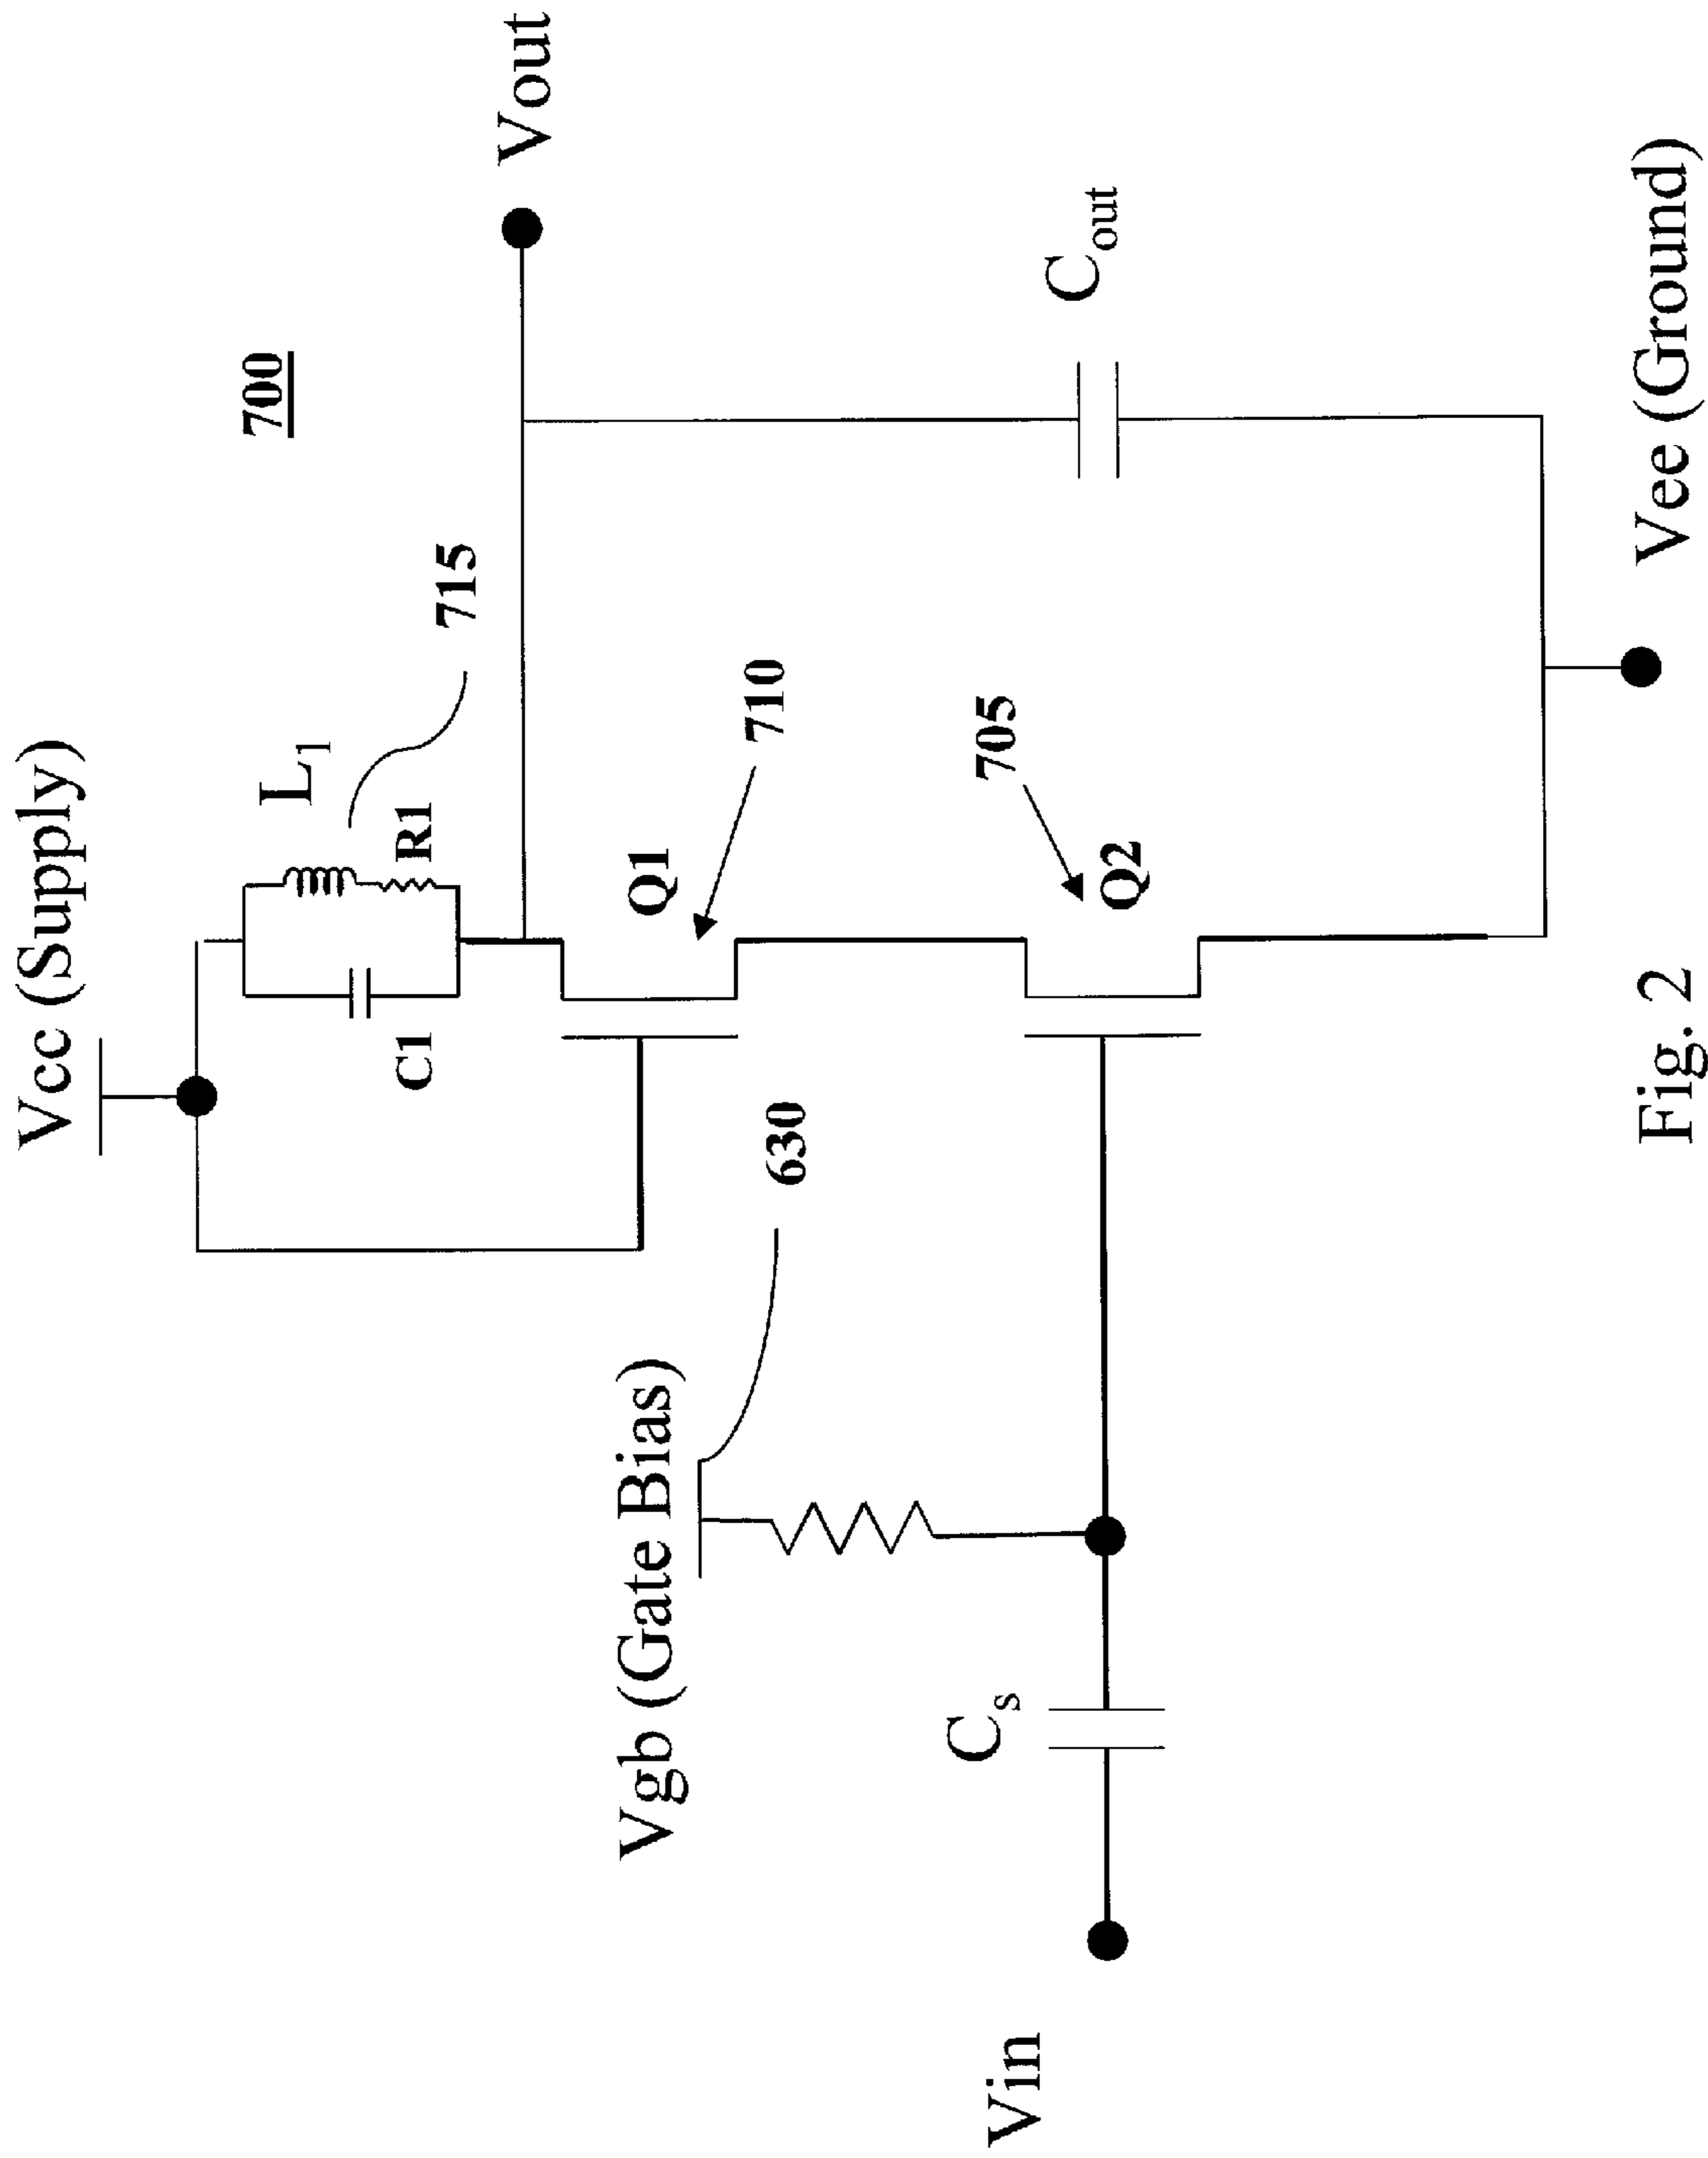 Vcc (Supply)
700
L1
715
C1
R1
Vout
Q1
710
Vgb (Gate Bias)
630
705
Q2
Cs
Cout
Vin
Vee (Ground)
Fig. 2